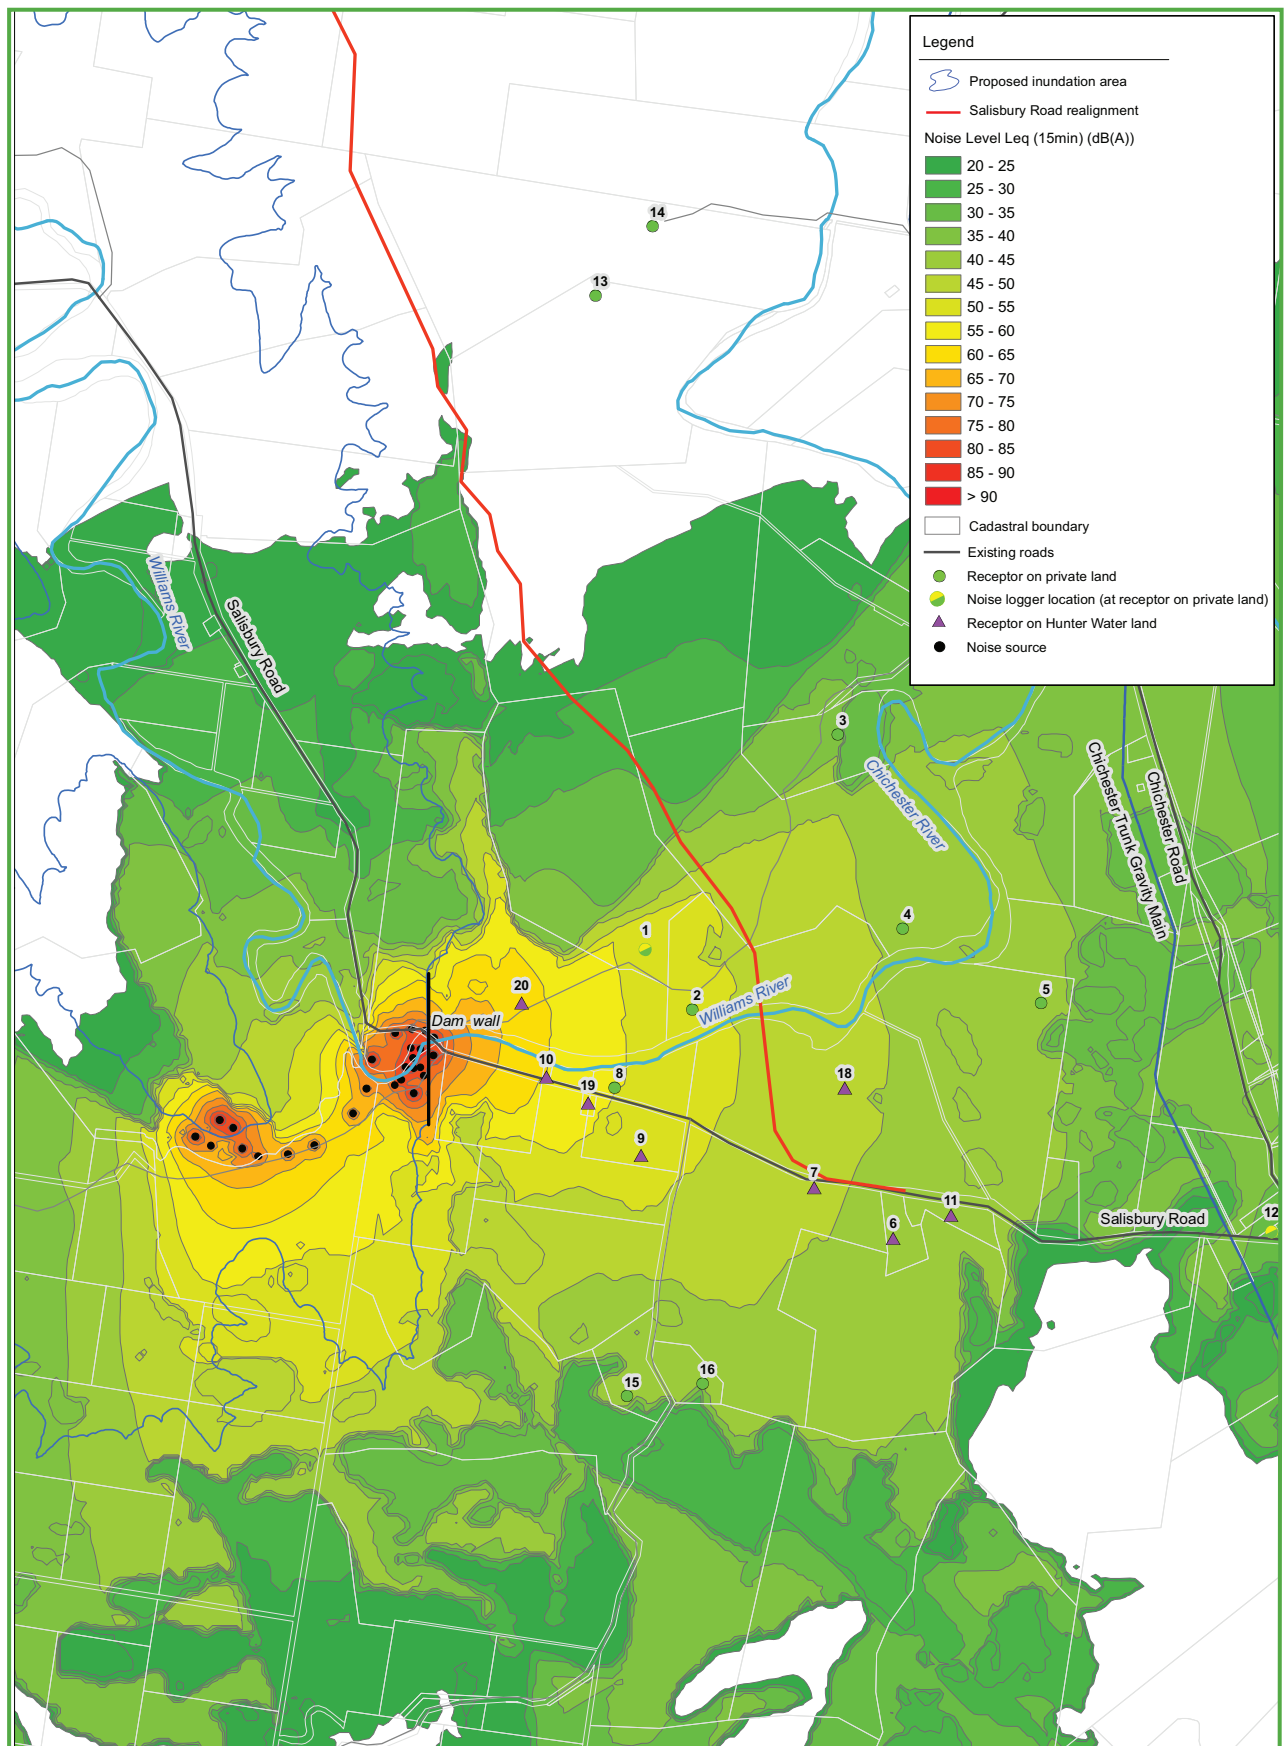 Legend
Proposed inundation area
Salisbury Road realignment
Noise Level Leq (15min) (dB(A))
20 - 25
25 - 30
30 - 35
35 - 40
40 - 45
45 - 50
50 - 55
55 - 60
60 - 65
65 - 70
70 - 75
75 - 80
80 - 85
85 - 90
> 90
Cadastral boundary
Existing roads
Receptor on private land
Noise logger location (at receptor on private land)
Receptor on Hunter Water land
Noise source
14
13
Williams River
Salisbury Road
3
Chichester River
Chichester Trunk Gravity Main
Chichester Road
4
1
20
2
Williams River
5
Dam wall
10
19
8
18
9
7
11
6
Salisbury Road
12
15
16